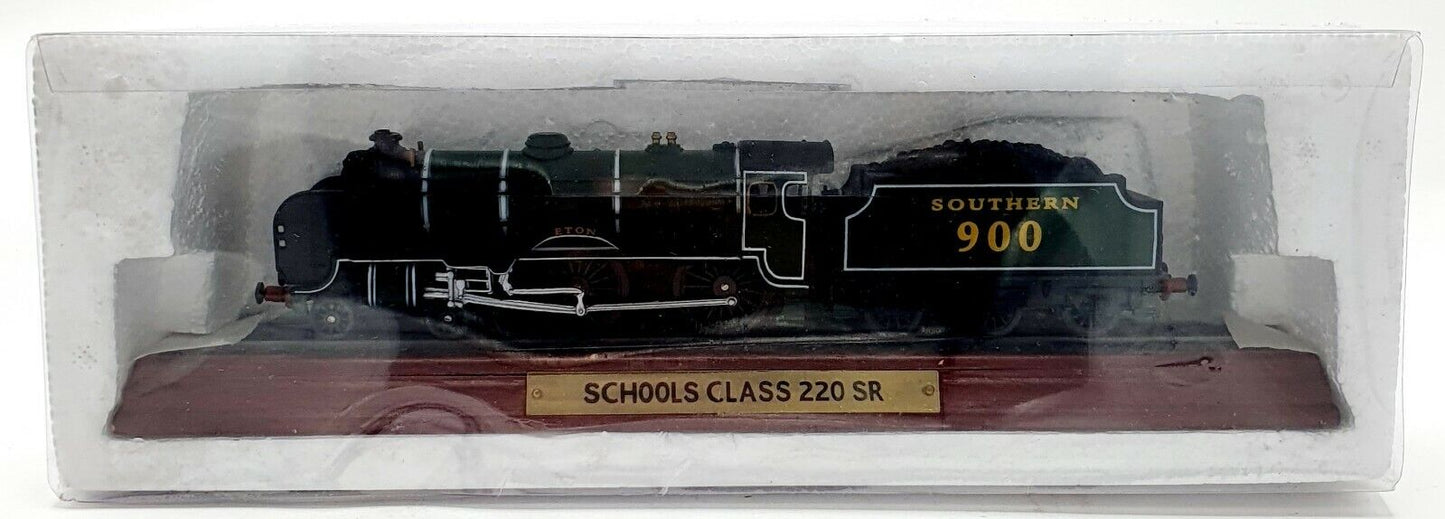 SOUTHERN
900
ETON
SCHOOLS CLASS 220 SR